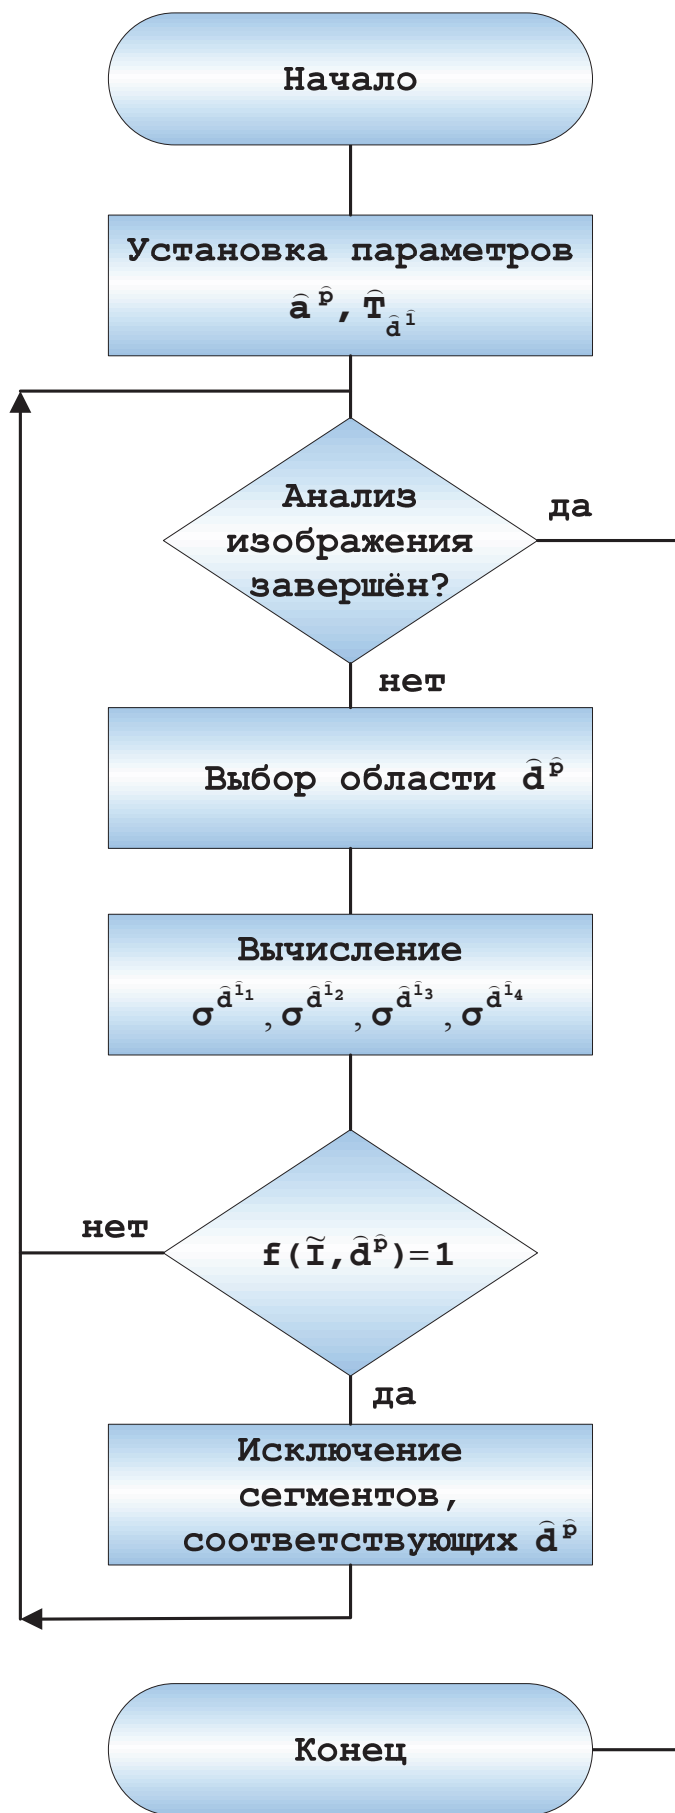 Начало
Установка параметров
â^p̂, T̂_d̂^î
Анализ
изображения
завершён?
да
нет
Выбор области d̂^p̂
Вычисление
σ^d̂^î₁, σ^d̂^î₂, σ^d̂^î₃, σ^d̂^î₄
f(Ĩ, d̂^p̂)=1
нет
да
Исключение
сегментов,
соответствующих d̂^p̂
Конец